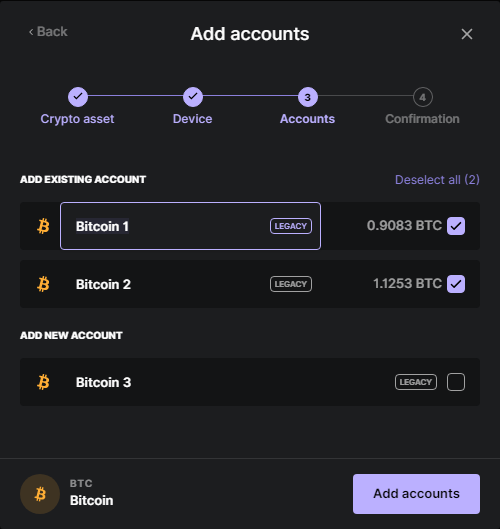 ‹ Back
Add accounts
3
4
Crypto asset
Device
Accounts
Confirmation
ADD EXISTING ACCOUNT
Deselect all (2)
Bitcoin 1 LEGACY 0.9083 BTC
Bitcoin 2 LEGACY 1.1253 BTC
ADD NEW ACCOUNT
Bitcoin 3 LEGACY
BTC
Bitcoin
Add accounts